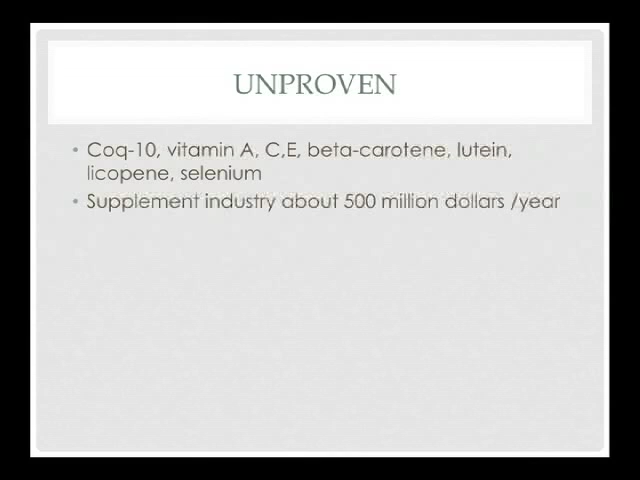 UNPROVEN
• Coq-10, vitamin A, C,E, beta-carotene, lutein,
licopene, selenium
• Supplement industry about 500 million dollars /year